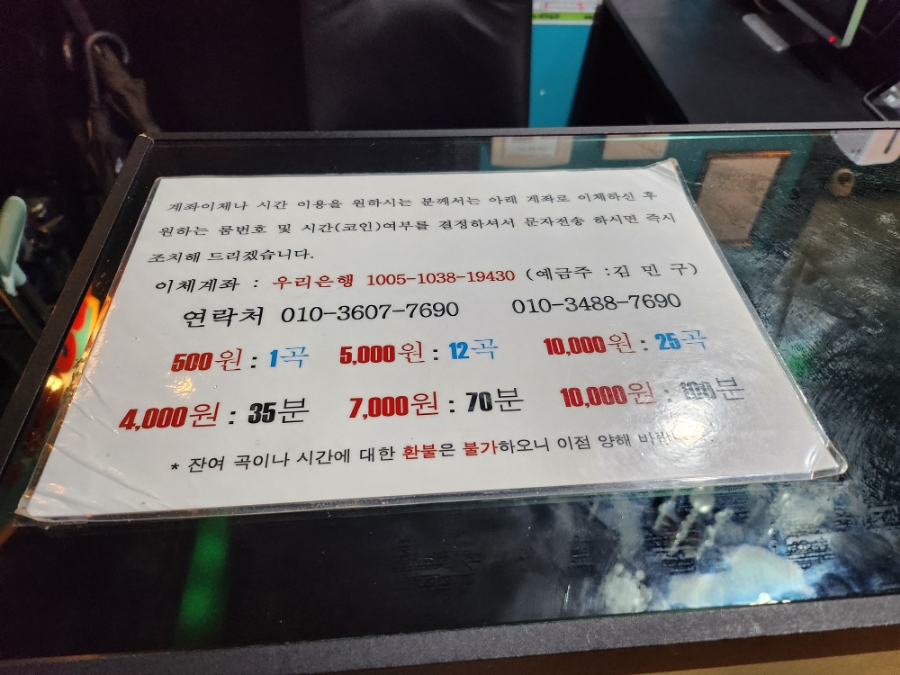 계좌이체나 시간 이용을 원하시는 분께서는 아래 계좌로 이체하신 후
원하는 룸번호 및 시간(코인)여부를 결정하셔서 문자전송 하시면 즉시
조치해 드리겠습니다.
이체계좌 : 우리은행 1005-1038-19430 (예금주 :김 민 구)
연락처 010-3607-7690 010-3488-7690
500원 : 1곡 5,000원 : 12곡 10,000원 : 25곡
4,000원 : 35분 7,000원 : 70분 10,000원 : 100분
* 잔여 곡이나 시간에 대한 환불은 불가하오니 이점 양해